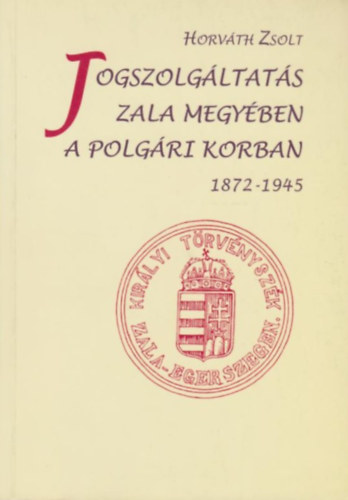 HORVÁTH ZSOLT
JOGSZOLGÁLTATÁS
ZALA MEGYÉBEN
A POLGÁRI KORBAN
1872-1945
KIRÁLYI TÖRVÉNYSZÉK
ZALA-EGERSZEGEN.